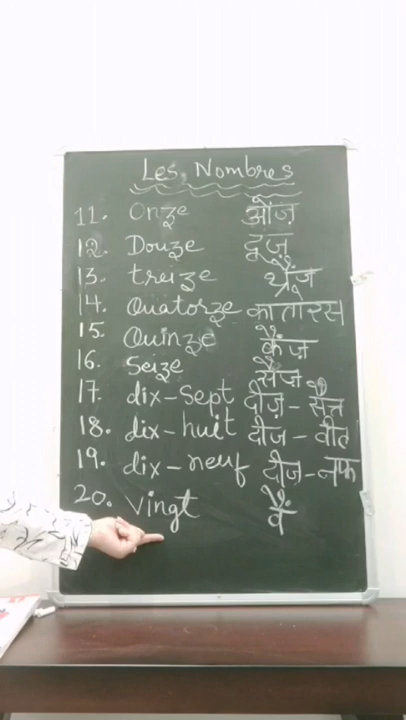 Les Nombres
11. Onze ओंज़
12. Douze दूज़
13. treize थ्रैज़
14. Quatorze कातोरस
15. Quinze कैंज़
16. Seize सैज़
17. dix-Sept दीज़-सैत
18. dix-huit दीज-वीत
19. dix-neuf दीज़-नफ
20. Vingt वैं